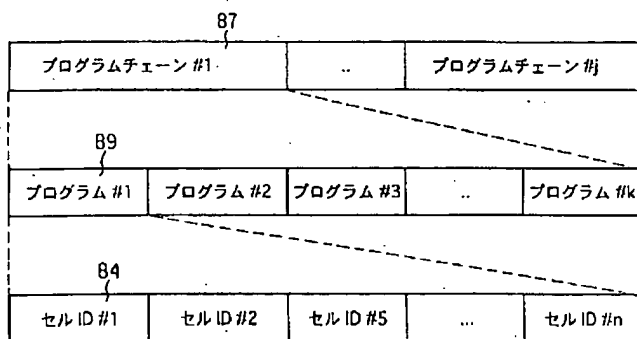 87
プログラムチェーン #1 .. プログラムチェーン #j
89
プログラム #1 プログラム #2 プログラム #3 .. プログラム #k
84
セル ID #1 セル ID #2 セル ID #5 ... セル ID #n